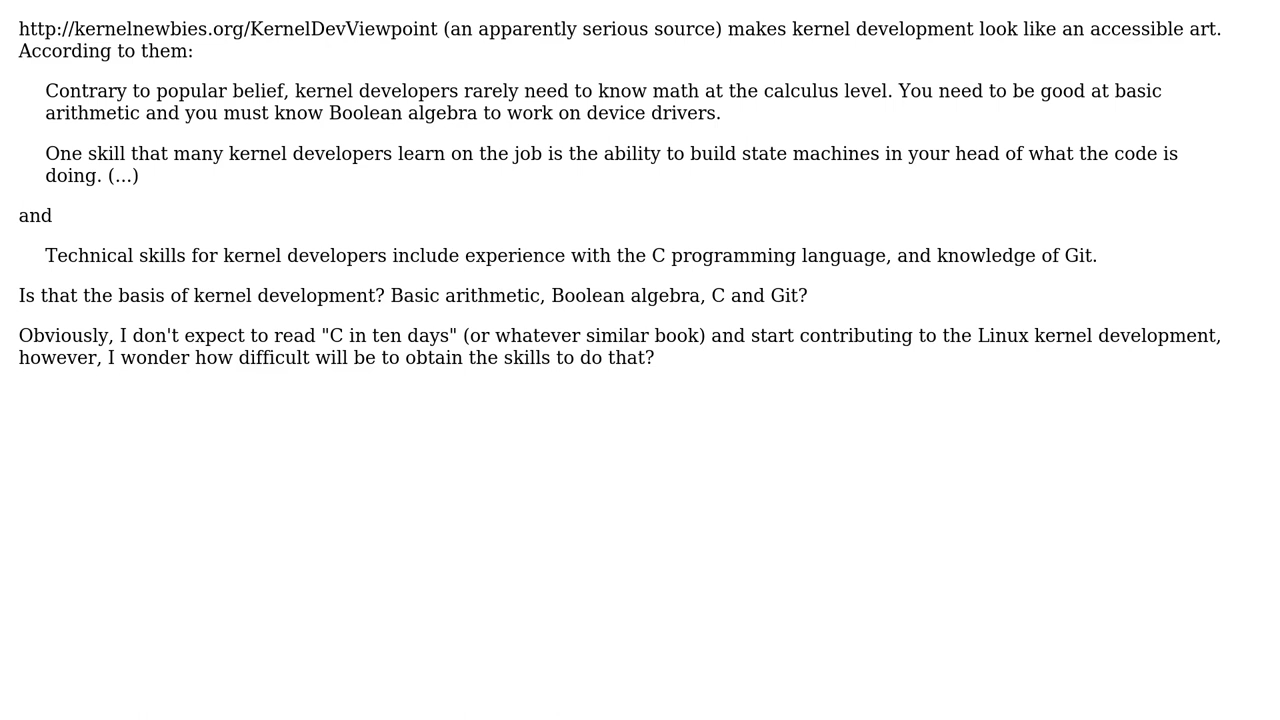 http://kernelnewbies.org/KernelDevViewpoint (an apparently serious source) makes kernel development look like an accessible art.
According to them:
Contrary to popular belief, kernel developers rarely need to know math at the calculus level. You need to be good at basic
arithmetic and you must know Boolean algebra to work on device drivers.
One skill that many kernel developers learn on the job is the ability to build state machines in your head of what the code is
doing. (...)
and
Technical skills for kernel developers include experience with the C programming language, and knowledge of Git.
Is that the basis of kernel development? Basic arithmetic, Boolean algebra, C and Git?
Obviously, I don't expect to read "C in ten days" (or whatever similar book) and start contributing to the Linux kernel development,
however, I wonder how difficult will be to obtain the skills to do that?